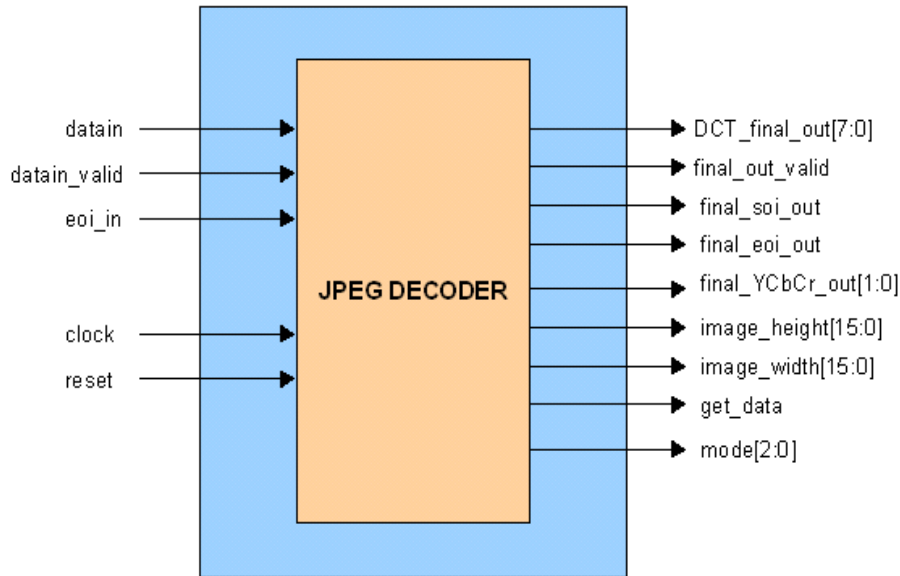 datain
datain_valid
eoi_in
clock
reset
JPEG DECODER
DCT_final_out[7:0]
final_out_valid
final_soi_out
final_eoi_out
final_YCbCr_out[1:0]
image_height[15:0]
image_width[15:0]
get_data
mode[2:0]